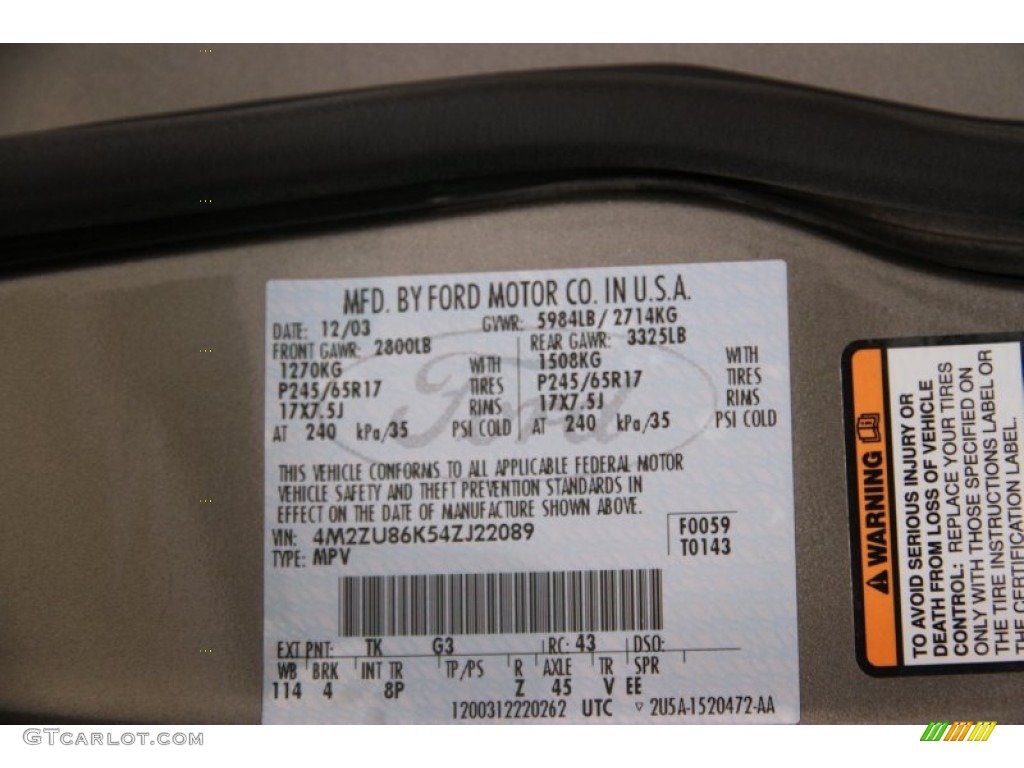 MFD. BY FORD MOTOR CO. IN U.S.A.
DATE: 12/03 GVWR: 5984LB/ 2714KG
FRONT GAWR: 2800LB REAR GAWR: 3325LB
1270KG WITH 1508KG WITH
P245/65R17 TIRES P245/65R17 TIRES
17X7.5J RIMS 17X7.5J RIMS
AT 240 kPa/35 PSI COLD AT 240 kPa/35 PSI COLD
Ford
THIS VEHICLE CONFORMS TO ALL APPLICABLE FEDERAL MOTOR
VEHICLE SAFETY AND THEFT PREVENTION STANDARDS IN
EFFECT ON THE DATE OF MANUFACTURE SHOWN ABOVE.
VIN: 4M2ZU86K54ZJ22089 F0059
TYPE: MPV T0143
EXT PNT: TK G3 RC: 43 DSO:
WB BRK INT TR TP/PS R AXLE TR SPR
114 4 8P Z 45 V EE
1200312220262 UTC ▽ 2U5A-1520472-AA
WARNING
TO AVOID SERIOUS INJURY OR
DEATH FROM LOSS OF VEHICLE
CONTROL: REPLACE YOUR TIRES
ONLY WITH THOSE SPECIFIED ON
THE TIRE INSTRUCTIONS LABEL OR
THE CERTIFICATION LABEL.
GTCarLot.com